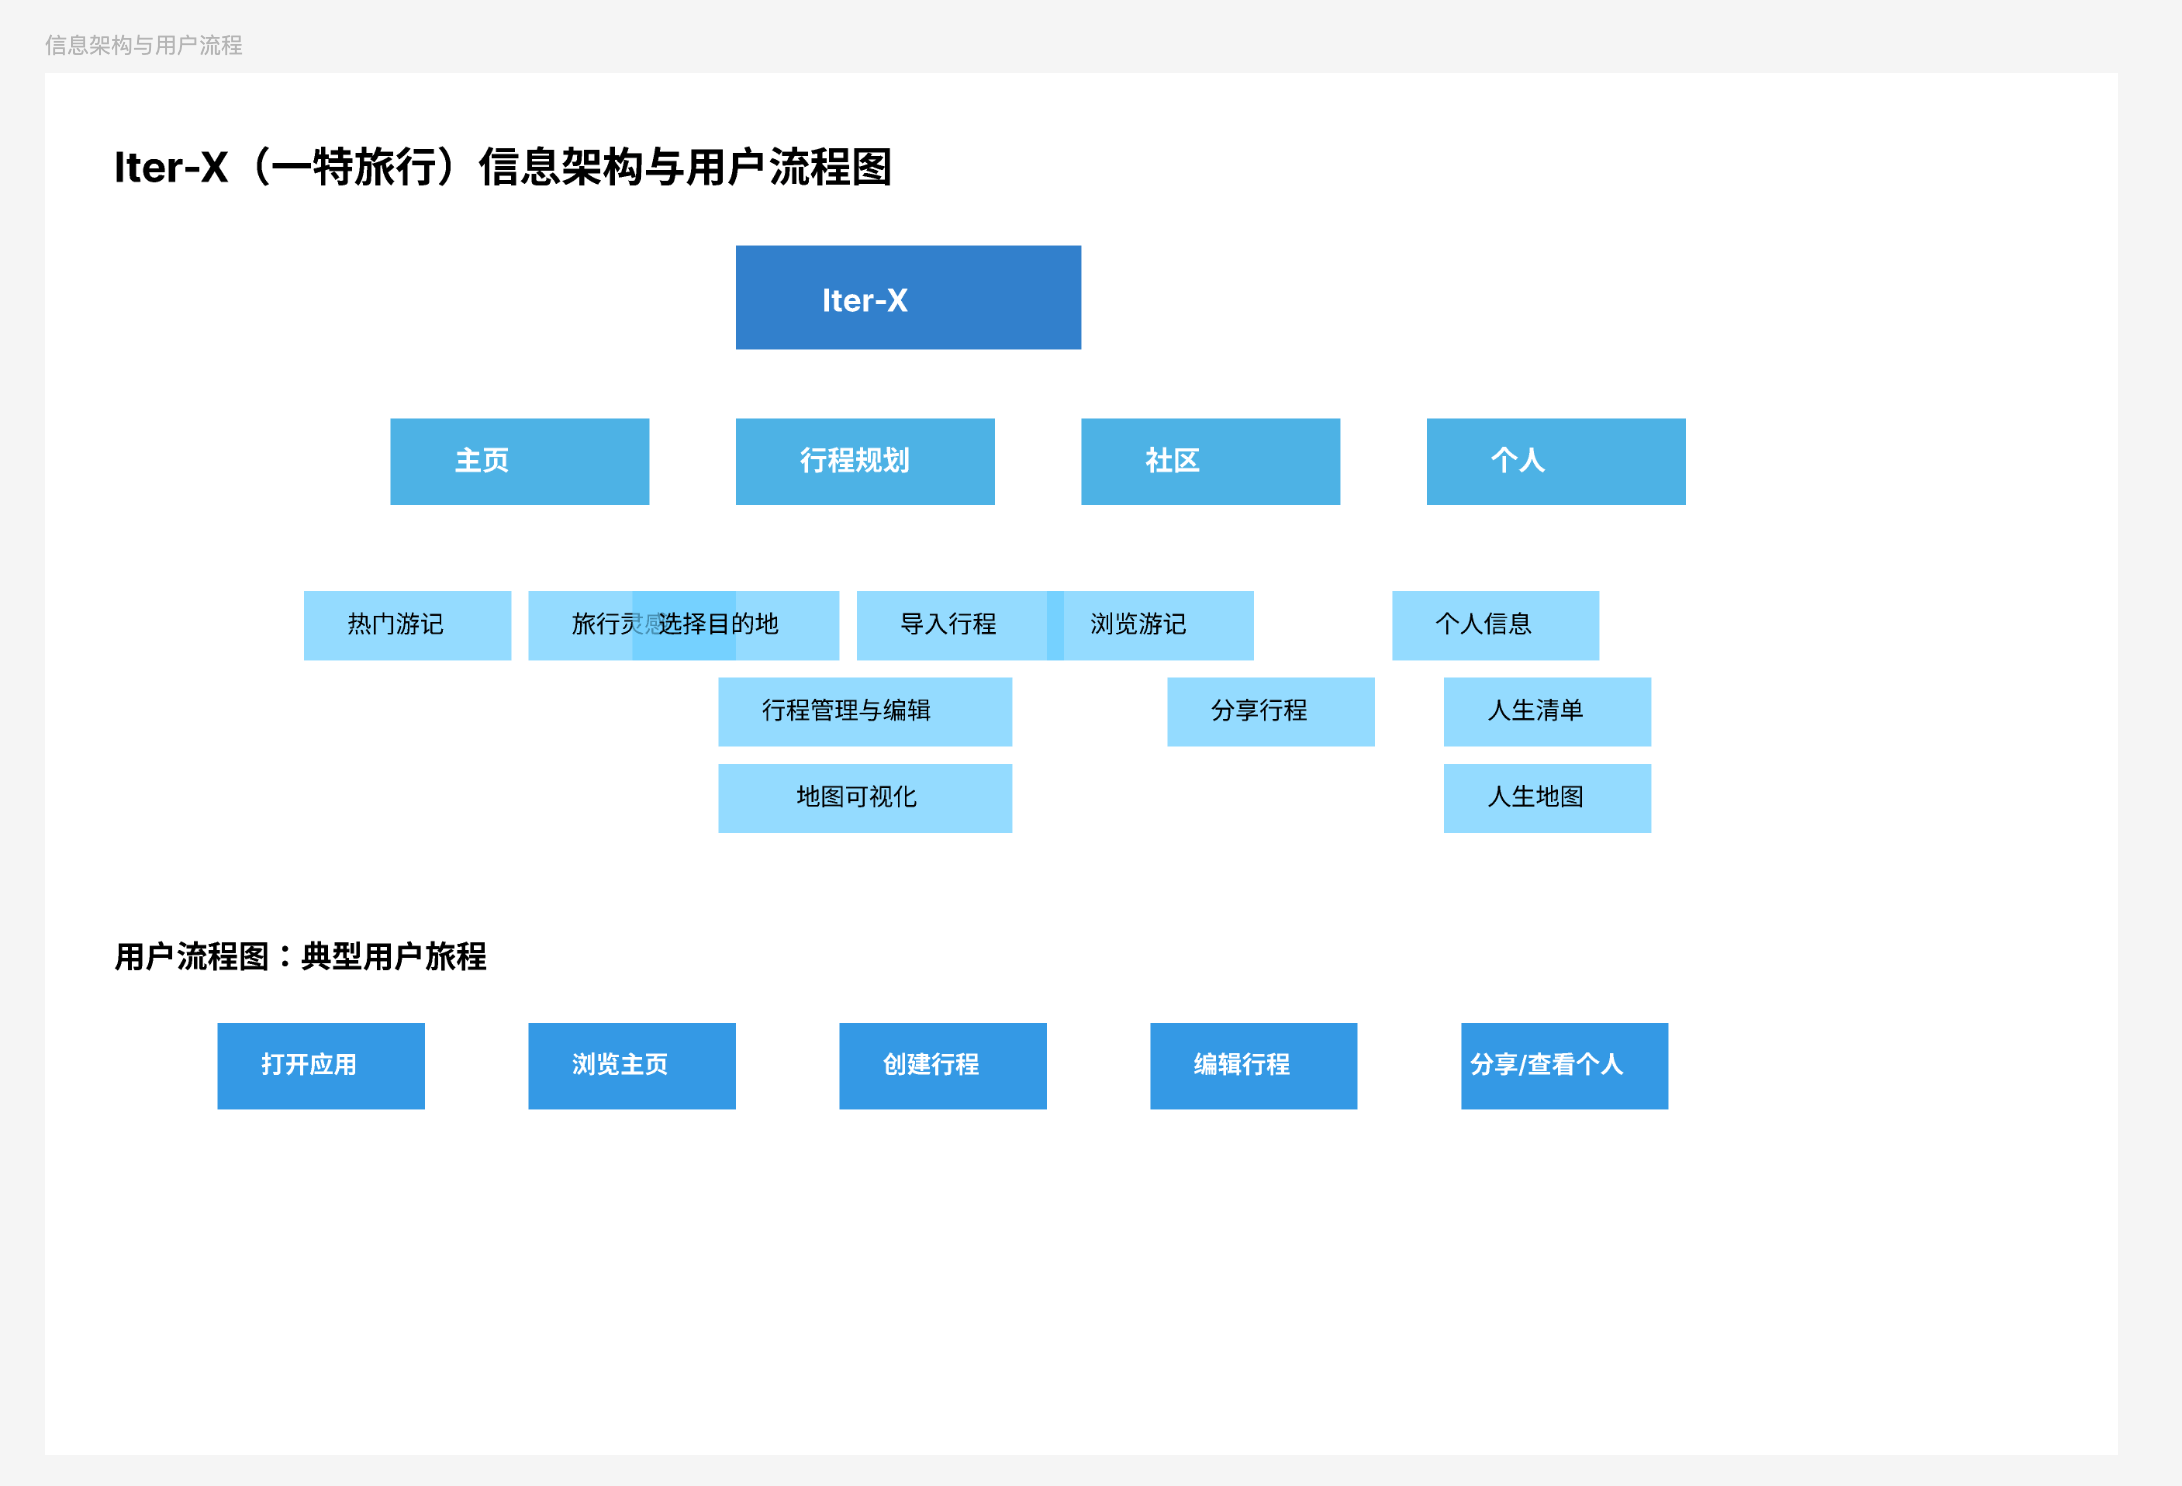 信息架构与用户流程
Iter-X（一特旅行）信息架构与用户流程图
Iter-X
主页
行程规划
社区
个人
热门游记
旅行灵感
选择目的地
导入行程
浏览游记
个人信息
行程管理与编辑
分享行程
人生清单
地图可视化
人生地图
用户流程图：典型用户旅程
打开应用
浏览主页
创建行程
编辑行程
分享/查看个人